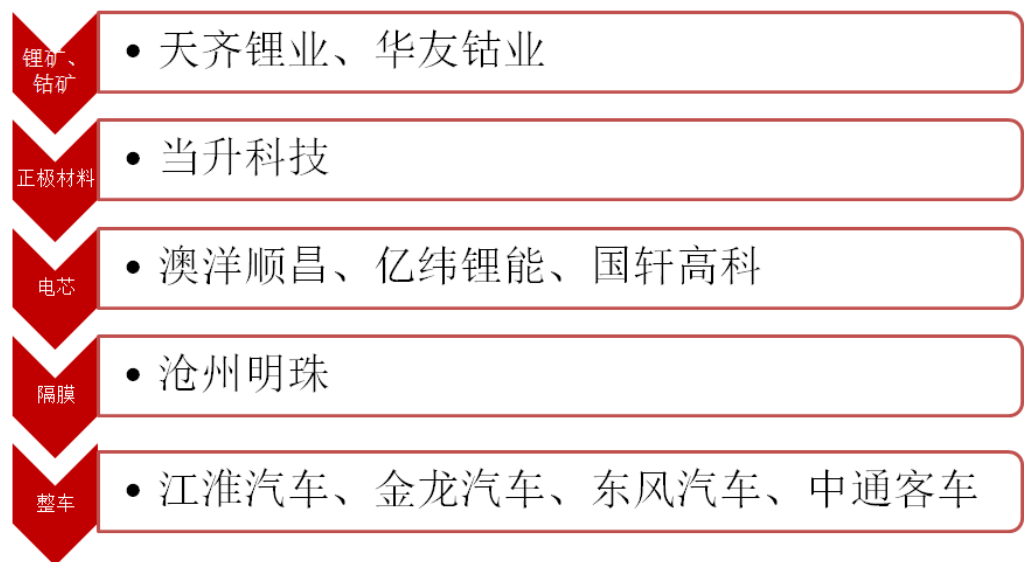 锂矿、
钴矿
• 天齐锂业、华友钴业
正极材料
• 当升科技
电芯
• 澳洋顺昌、亿纬锂能、国轩高科
隔膜
• 沧州明珠
整车
• 江淮汽车、金龙汽车、东风汽车、中通客车